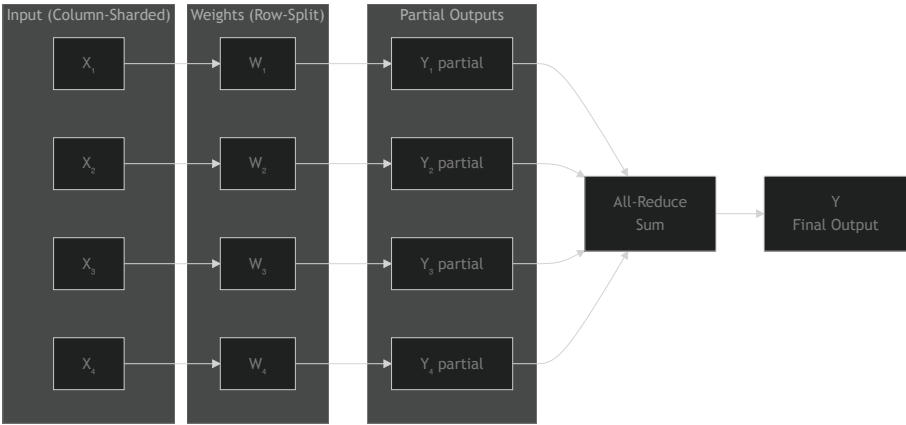 Input (Column-Sharded)
Weights (Row-Split)
Partial Outputs
X₁
W₁
Y₁ partial
X₂
W₂
Y₂ partial
All-Reduce
Sum
Y
Final Output
X₃
W₃
Y₃ partial
X₄
W₄
Y₄ partial